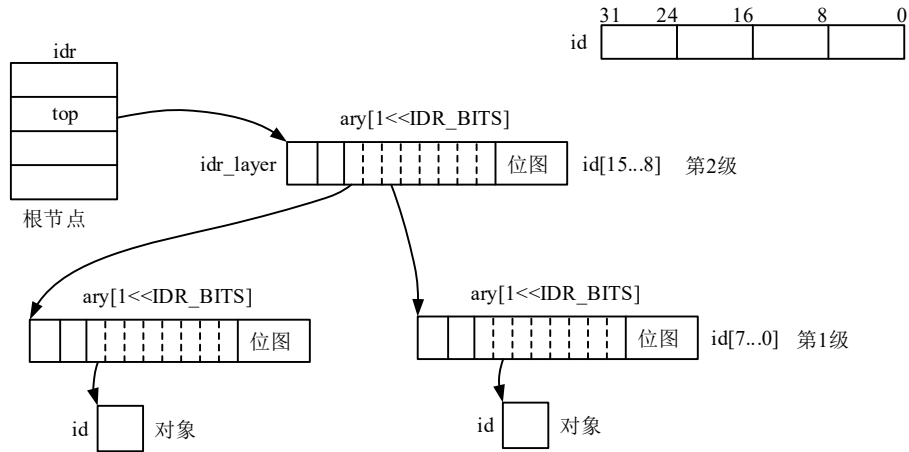 31 24 16 8 0
id
idr
top
根节点
ary[1<<IDR_BITS]
idr_layer 位图 id[15...8] 第2级
ary[1<<IDR_BITS]
位图
id 对象
ary[1<<IDR_BITS]
位图 id[7...0] 第1级
id 对象